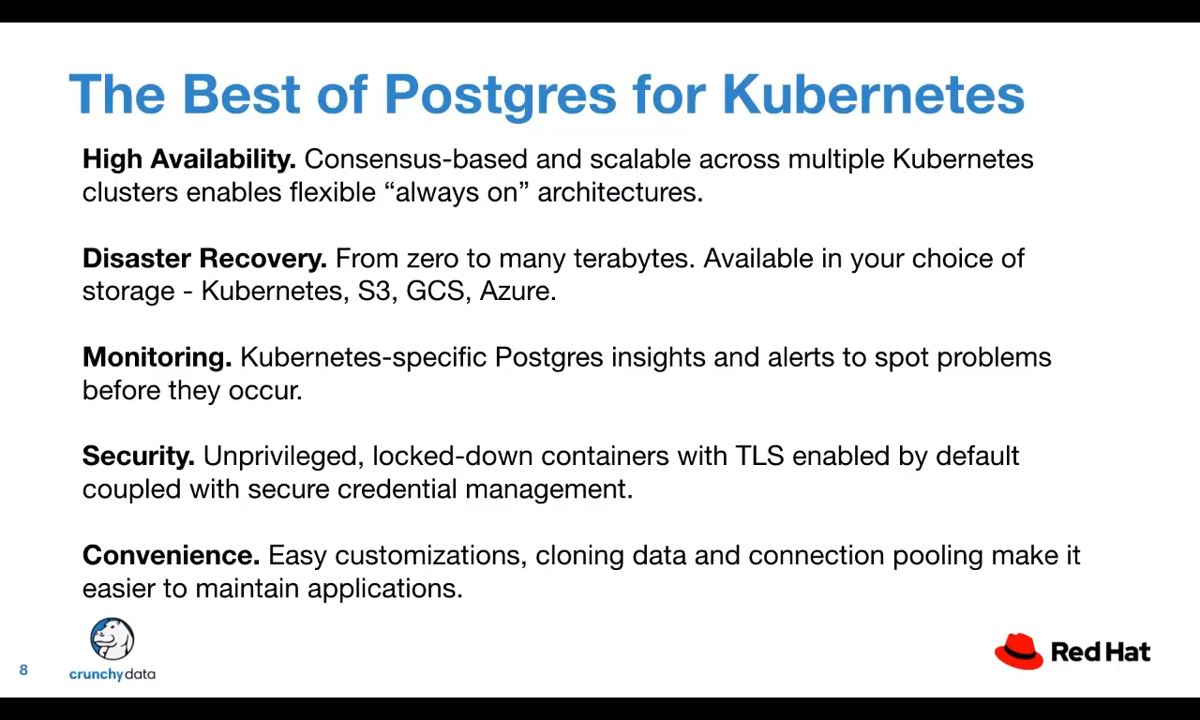 The Best of Postgres for Kubernetes
High Availability. Consensus-based and scalable across multiple Kubernetes
clusters enables flexible “always on” architectures.
Disaster Recovery. From zero to many terabytes. Available in your choice of
storage - Kubernetes, S3, GCS, Azure.
Monitoring. Kubernetes-specific Postgres insights and alerts to spot problems
before they occur.
Security. Unprivileged, locked-down containers with TLS enabled by default
coupled with secure credential management.
Convenience. Easy customizations, cloning data and connection pooling make it
easier to maintain applications.
8
crunchydata
Red Hat